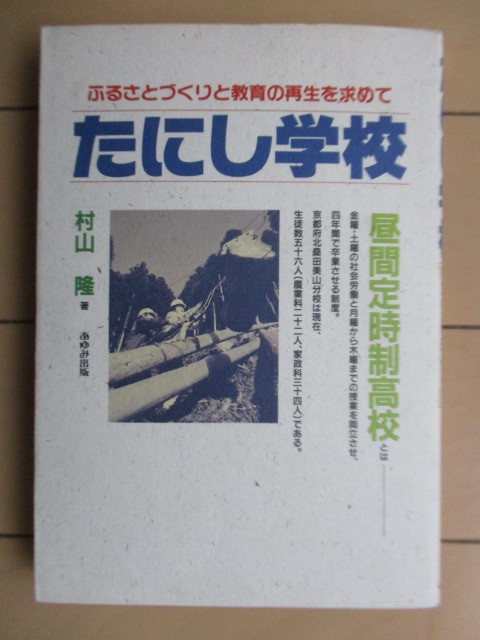 ふるさとづくりと教育の再生を求めて
たにし学校
昼間定時制高校とは
金曜・土曜の社会労働と月曜から木曜までの授業を両立させ、
四年間で卒業させる制度。
京都府北桑田美山分校は現在、
生徒数五十六人（農業科二十二人、家政科三十四人）である。
村山 隆 著
あゆみ出版